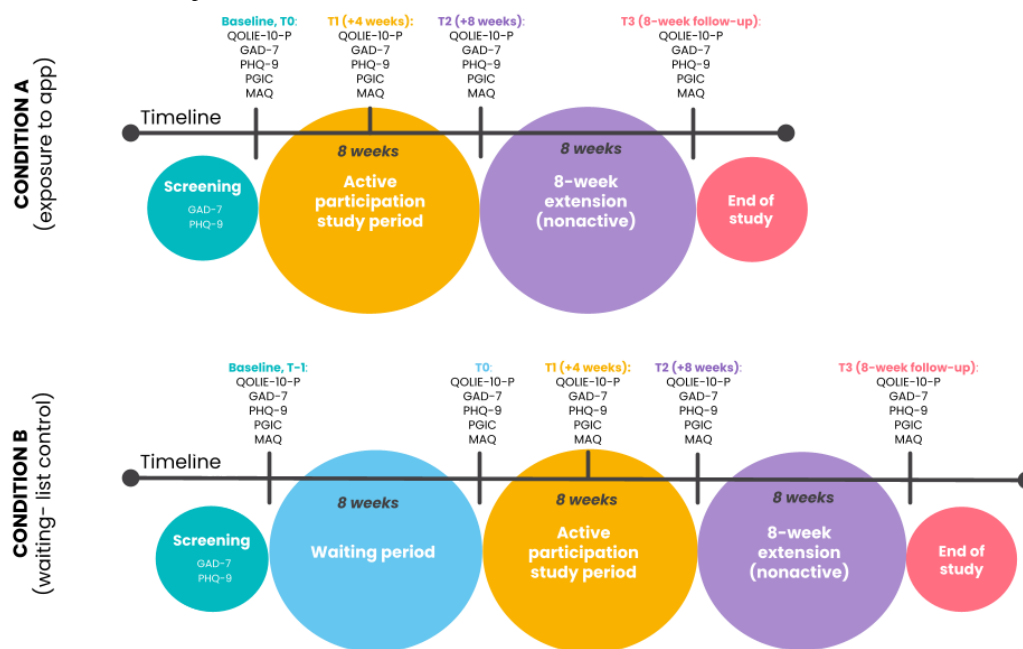 CONDITION A
(exposure to app)
Baseline, T0:
QOLIE-10-P
GAD-7
PHQ-9
PGIC
MAQ
T1 (+4 weeks):
QOLIE-10-P
GAD-7
PHQ-9
PGIC
MAQ
T2 (+8 weeks):
QOLIE-10-P
GAD-7
PHQ-9
PGIC
MAQ
T3 (8-week follow-up):
QOLIE-10-P
GAD-7
PHQ-9
PGIC
MAQ
Timeline
Screening
GAD-7
PHQ-9
8 weeks
Active
participation
study period
8 weeks
8-week
extension
(nonactive)
End of
study
CONDITION B
(waiting- list control)
Baseline, T-1:
QOLIE-10-P
GAD-7
PHQ-9
PGIC
MAQ
T0:
QOLIE-10-P
GAD-7
PHQ-9
PGIC
MAQ
T1 (+4 weeks):
QOLIE-10-P
GAD-7
PHQ-9
PGIC
MAQ
T2 (+8 weeks):
QOLIE-10-P
GAD-7
PHQ-9
PGIC
MAQ
T3 (8-week follow-up):
QOLIE-10-P
GAD-7
PHQ-9
PGIC
MAQ
Timeline
Screening
GAD-7
PHQ-9
8 weeks
Waiting period
8 weeks
Active
participation
study period
8 weeks
8-week
extension
(nonactive)
End of
study